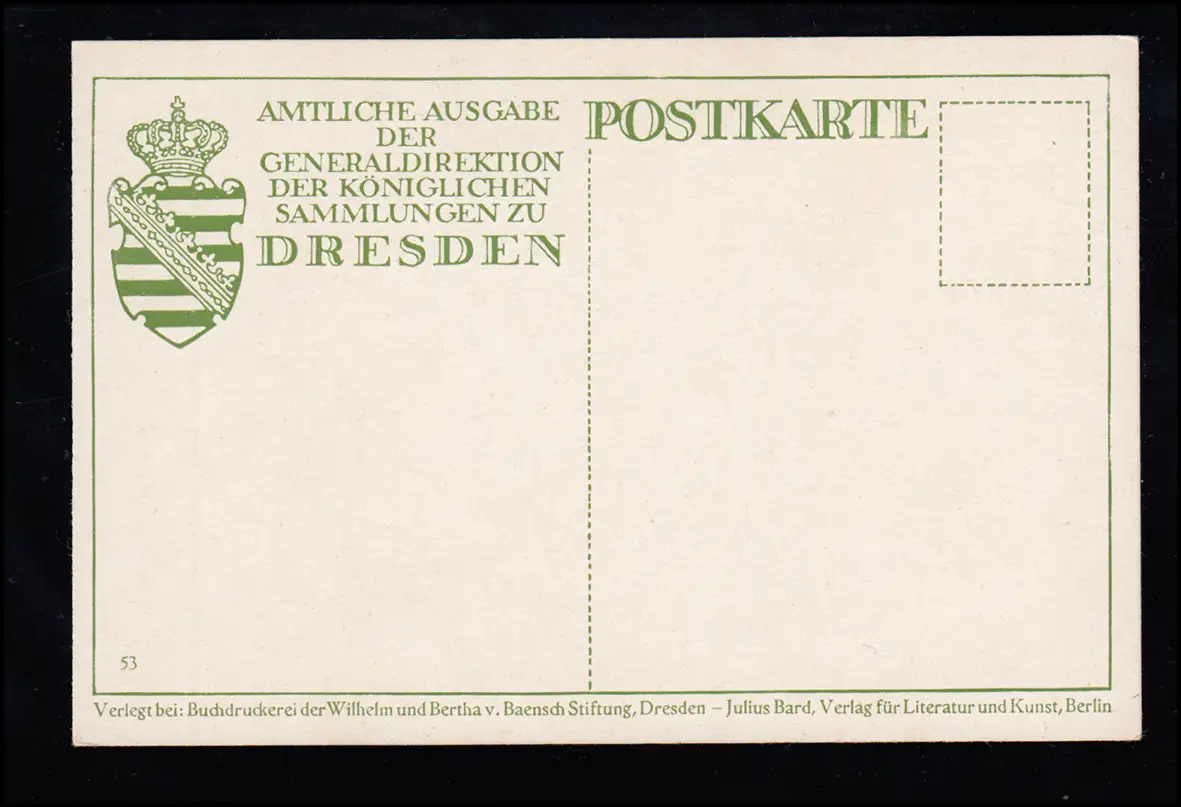 AMTLICHE AUSGABE
DER
GENERALDIREKTION
DER KÖNIGLICHEN
SAMMLUNGEN ZU
DRESDEN
POSTKARTE
53
Verlegt bei: Buchdruckerei der Wilhelm und Bertha v. Baensch Stiftung, Dresden – Julius Bard, Verlag für Literatur und Kunst, Berlin